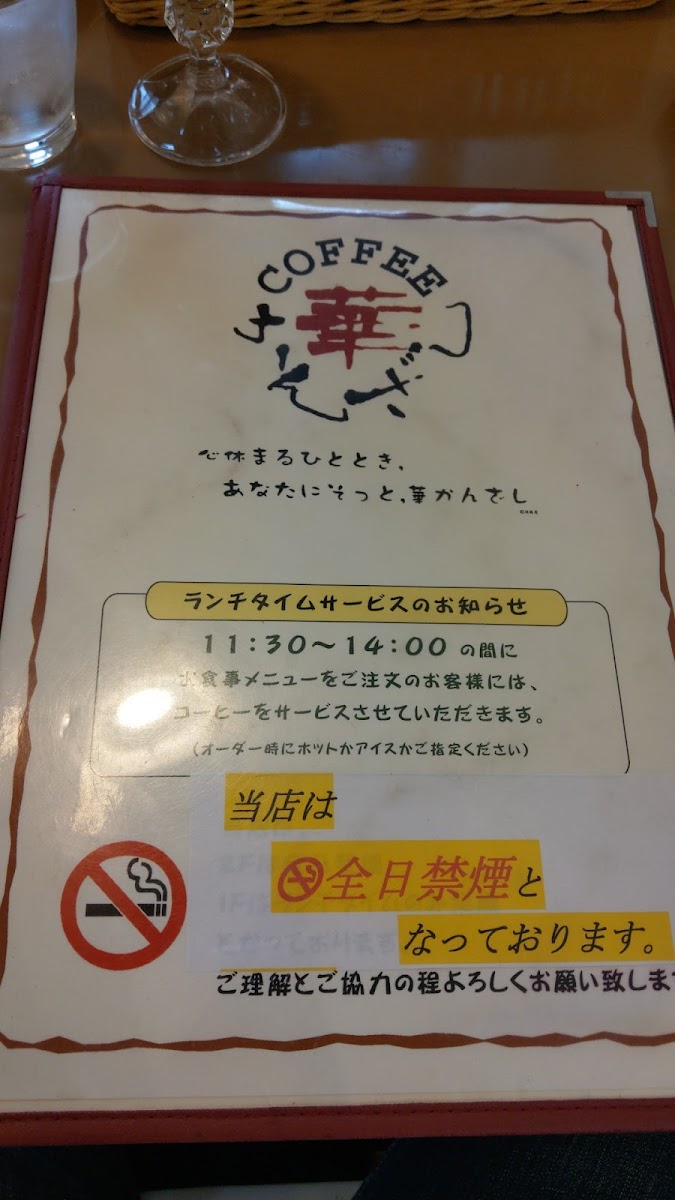 COFFEE
華
かんざし
心休まるひととき、
あなたにそっと、華かんざし
ランチタイムサービスのお知らせ
11:30〜14:00 の間に
お食事メニューをご注文のお客様には、
コーヒーをサービスさせていただきます。
(オーダー時にホットかアイスかご指定ください)
当店は
全日禁煙と
なっております。
ご理解とご協力の程よろしくお願い致します